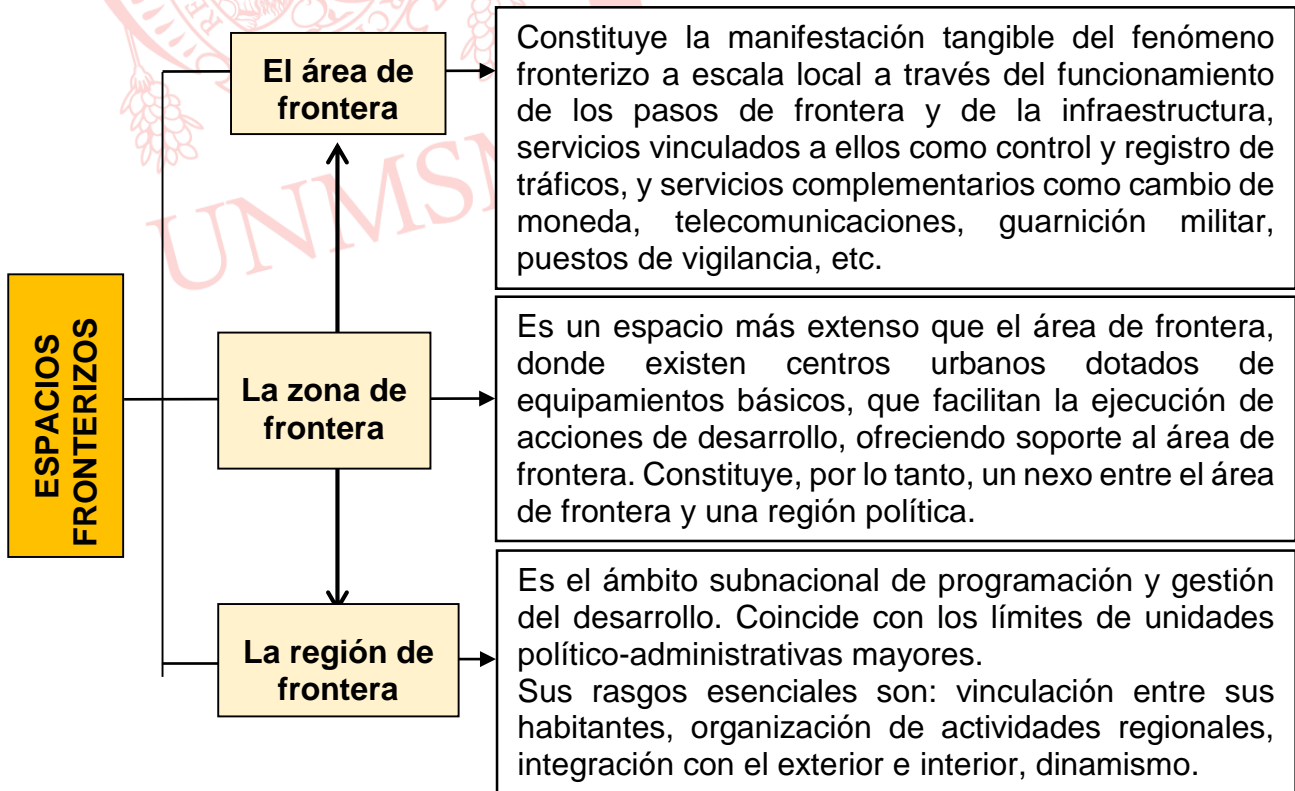 El área de
frontera
Constituye la manifestación tangible del fenómeno
fronterizo a escala local a través del funcionamiento
de los pasos de frontera y de la infraestructura,
servicios vinculados a ellos como control y registro de
tráficos, y servicios complementarios como cambio de
moneda, telecomunicaciones, guarnición militar,
puestos de vigilancia, etc.
UNMSM
ESPACIOS
FRONTERIZOS
La zona de
frontera
Es un espacio más extenso que el área de frontera,
donde existen centros urbanos dotados de
equipamientos básicos, que facilitan la ejecución de
acciones de desarrollo, ofreciendo soporte al área de
frontera. Constituye, por lo tanto, un nexo entre el área
de frontera y una región política.
La región de
frontera
Es el ámbito subnacional de programación y gestión
del desarrollo. Coincide con los límites de unidades
político-administrativas mayores.
Sus rasgos esenciales son: vinculación entre sus
habitantes, organización de actividades regionales,
integración con el exterior e interior, dinamismo.